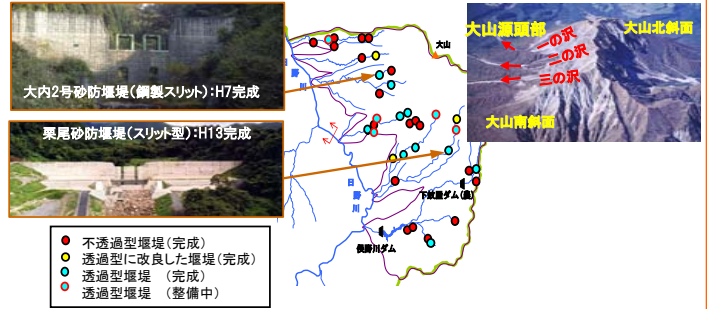 大内2号砂防堰堤(鋼製スリット):H7完成
栗尾砂防堰堤(スリット型):H13完成
不透過型堰堤(完成)
透過型に改良した堰堤(完成)
透過型堰堤 (完成)
透過型堰堤 (整備中)
日野川
大山
日野川
下蚊屋ダム(農)
俣野川ダム
大山源頭部
大山北斜面
一の沢
二の沢
三の沢
大山南斜面